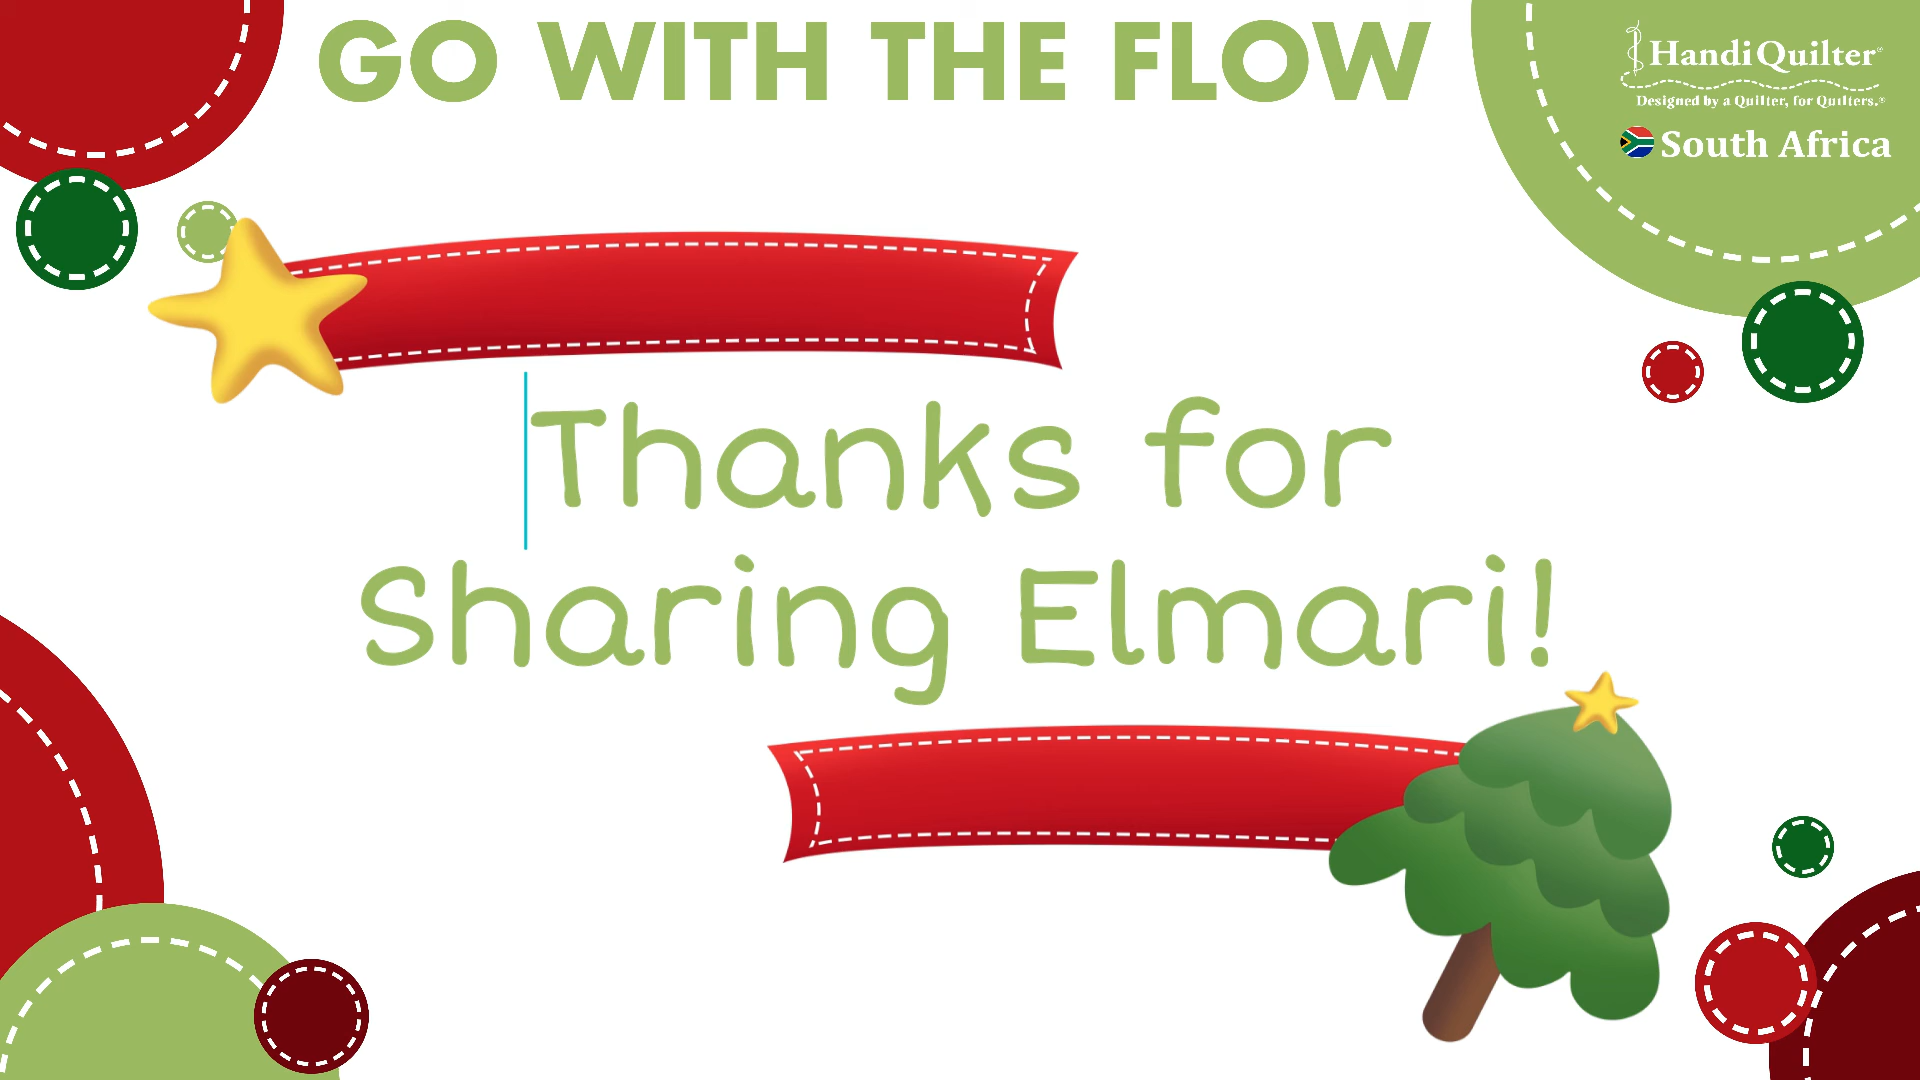 GO WITH THE FLOW
HandiQuilter®
Designed by a Quilter, for Quilters.®
South Africa
Thanks for
Sharing Elmari!